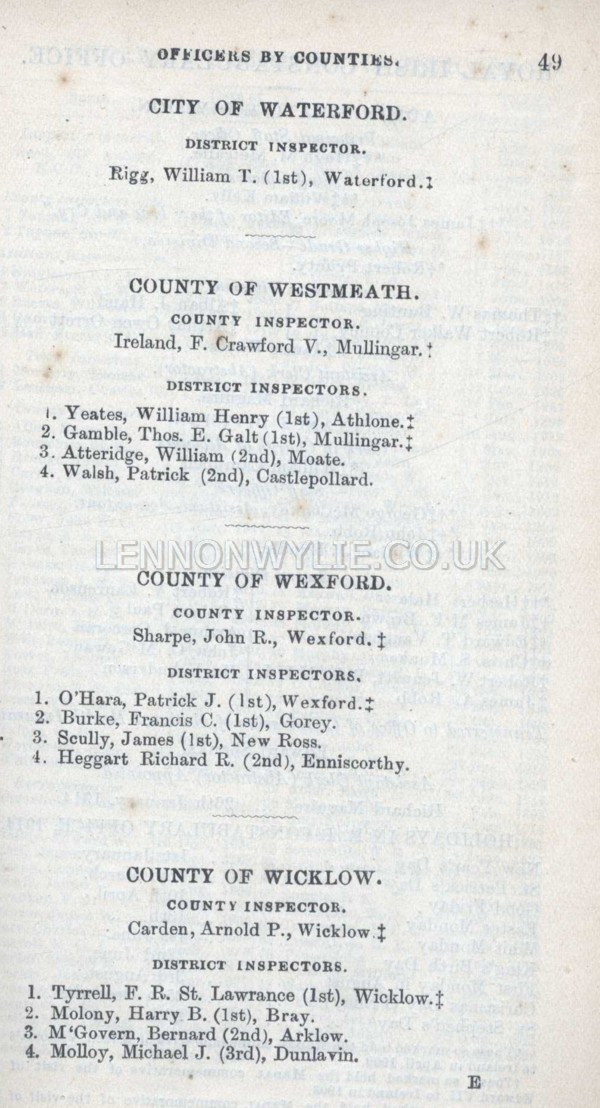 OFFICERS BY COUNTIES. 49
CITY OF WATERFORD.
DISTRICT INSPECTOR.
Rigg, William T. (1st), Waterford.‡
COUNTY OF WESTMEATH.
COUNTY INSPECTOR.
Ireland, F. Crawford V., Mullingar.†
DISTRICT INSPECTORS.
1. Yeates, William Henry (1st), Athlone.‡
2. Gamble, Thos. E. Galt (1st), Mullingar.‡
3. Atteridge, William (2nd), Moate.
4. Walsh, Patrick (2nd), Castlepollard.
LENNONWYLIE.CO.UK
COUNTY OF WEXFORD.
COUNTY INSPECTOR.
Sharpe, John R., Wexford. ‡
DISTRICT INSPECTORS.
1. O'Hara, Patrick J. (1st), Wexford.‡
2. Burke, Francis C. (1st), Gorey.
3. Scully, James (1st), New Ross.
4. Heggart Richard R. (2nd), Enniscorthy.
COUNTY OF WICKLOW.
COUNTY INSPECTOR.
Carden, Arnold P., Wicklow ‡
DISTRICT INSPECTORS.
1. Tyrrell, F. R. St. Lawrance (1st), Wicklow.‡
2. Molony, Harry B. (1st), Bray.
3. M‘Govern, Bernard (2nd), Arklow.
4. Molloy, Michael J. (3rd), Dunlavin.
E